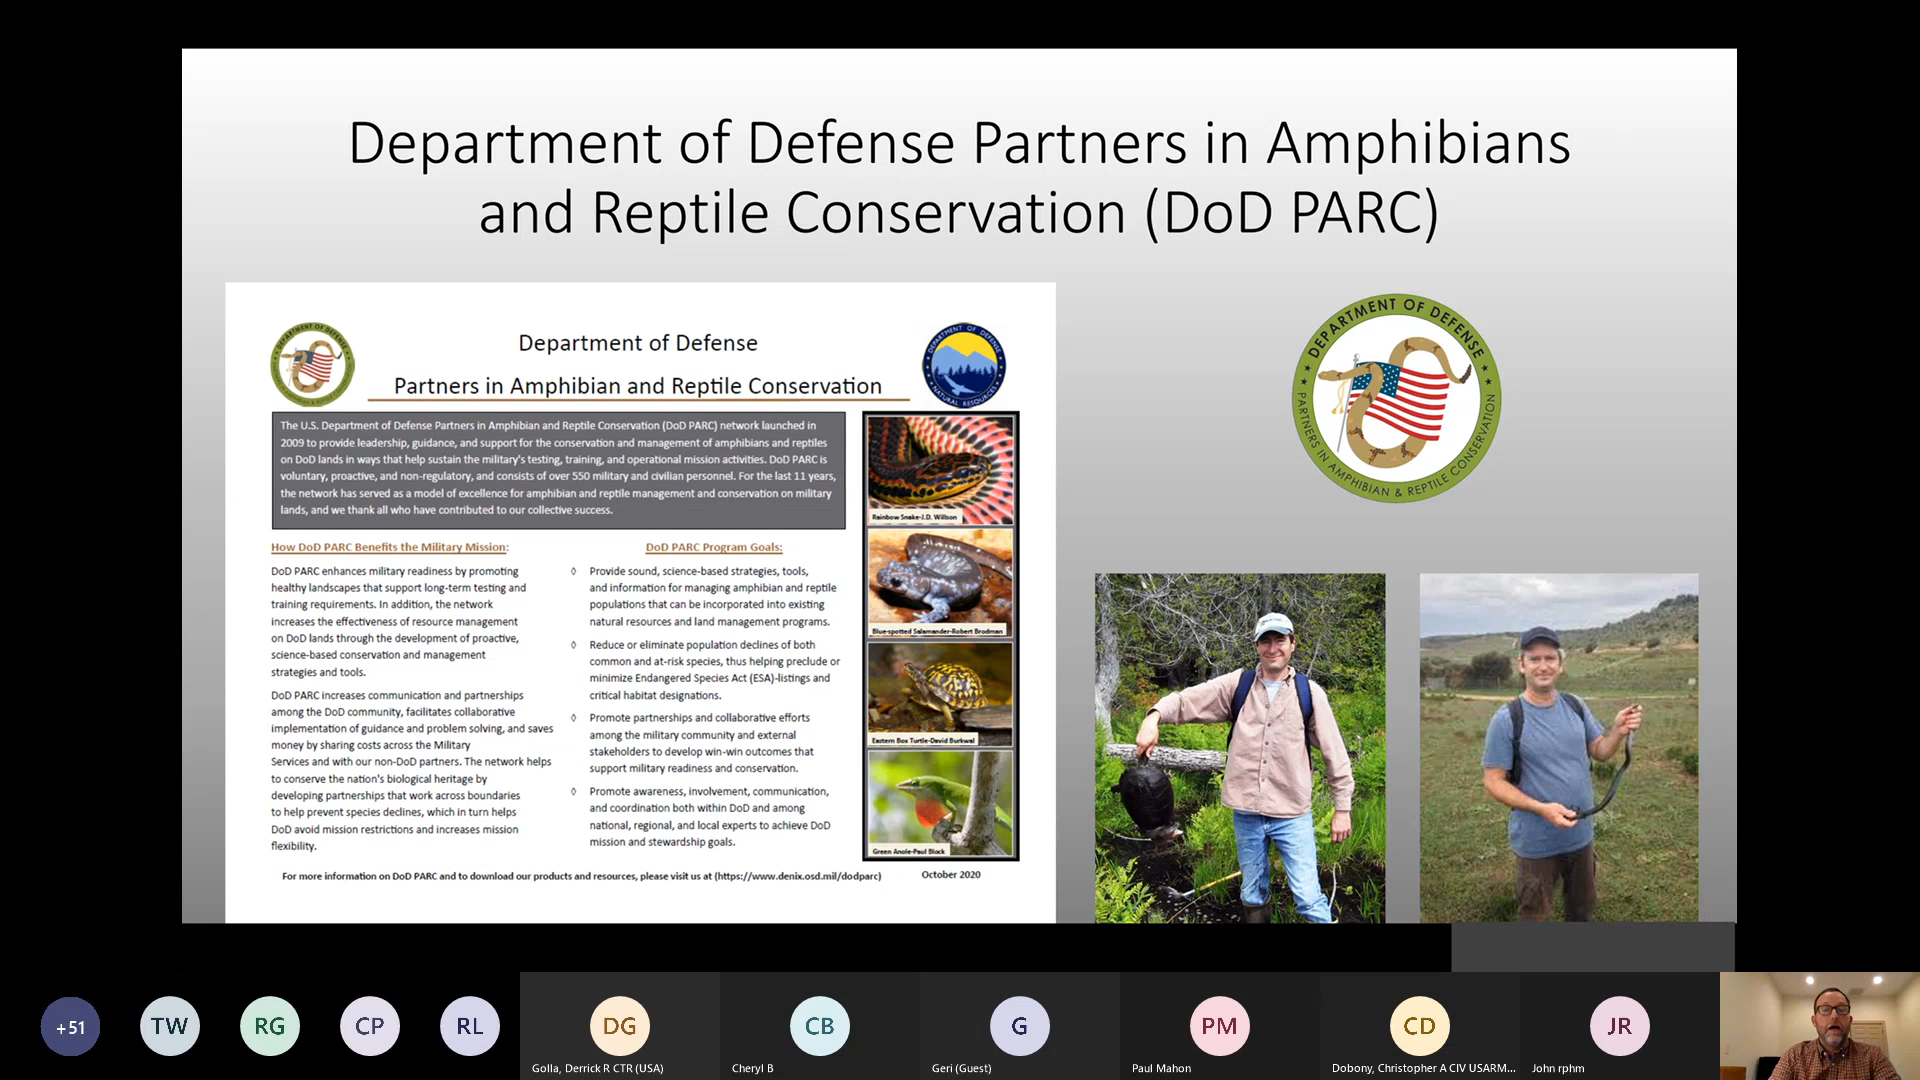 Department of Defense Partners in Amphibians
and Reptile Conservation (DoD PARC)
DEPARTMENT OF DEFENSE
Department of Defense
Partners in Amphibian and Reptile Conservation
DEPARTMENT OF DEFENSE
NATURAL RESOURCES
The U.S. Department of Defense Partners in Amphibian and Reptile Conservation (DoD PARC) network launched in
2009 to provide leadership, guidance, and support for the conservation and management of amphibians and reptiles
on DoD lands in ways that help sustain the military's testing, training, and operational mission activities. DoD PARC is
voluntary, proactive, and non-regulatory, and consists of over 550 military and civilian personnel. For the last 11 years,
the network has served as a model of excellence for amphibian and reptile management and conservation on military
lands, and we thank all who have contributed to our collective success.
How DoD PARC Benefits the Military Mission:
DoD PARC enhances military readiness by promoting
healthy landscapes that support long-term testing and
training requirements. In addition, the network
increases the effectiveness of resource management
on DoD lands through the development of proactive,
science-based conservation and management
strategies and tools.
DoD PARC increases communication and partnerships
among the DoD community, facilitates collaborative
implementation of guidance and problem solving, and saves
money by sharing costs across the Military
Services and with our non-DoD partners. The network helps
to conserve the nation's biological heritage by
developing partnerships that work across boundaries
to help prevent species declines, which in turn helps
DoD avoid mission restrictions and increases mission
flexibility.
DoD PARC Program Goals:
◊ Provide sound, science-based strategies, tools,
and information for managing amphibian and reptile
populations that can be incorporated into existing
natural resources and land management programs.
◊ Reduce or eliminate population declines of both
common and at-risk species, thus helping preclude or
minimize Endangered Species Act (ESA)-listings and
critical habitat designations.
◊ Promote partnerships and collaborative efforts
among the military community and external
stakeholders to develop win-win outcomes that
support military readiness and conservation.
◊ Promote awareness, involvement, communication,
and coordination both within DoD and among
national, regional, and local experts to achieve DoD
mission and stewardship goals.
Rainbow Snake-J.D. Willson
Blue-spotted Salamander-Robert Brodman
Eastern Box Turtle-David Burkwal
Green Anole-Paul Block
For more information on DoD PARC and to download our products and resources, please visit us at (https://www.denix.osd.mil/dodparc)
October 2020
DEPARTMENT OF DEFENSE
PARTNERS IN AMPHIBIAN & REPTILE CONSERVATION
+51
TW
RG
CP
RL
DG
CB
G
PM
CD
JR
Golla, Derrick R CTR (USA)
Cheryl B
Geri (Guest)
Paul Mahon
Dobony, Christopher A CIV USARM...
John rphm